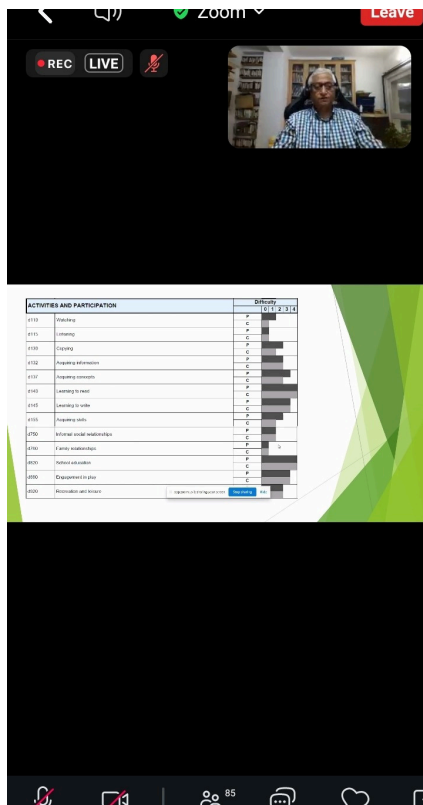 Zoom
Leave
REC LIVE
ACTIVITIES AND PARTICIPATION Difficulty
0 1 2 3 4
d110 Watching P
C
d115 Listening P
C
d130 Copying P
C
d132 Acquiring information P
C
d137 Acquiring concepts P
C
d140 Learning to read P
C
d145 Learning to write P
C
d155 Acquiring skills P
C
d750 Informal social relationships P
C
d760 Family relationships P
C
d820 School education P
C
d880 Engagement in play P
C
d920 Recreation and leisure
Stop sharing Hide
85